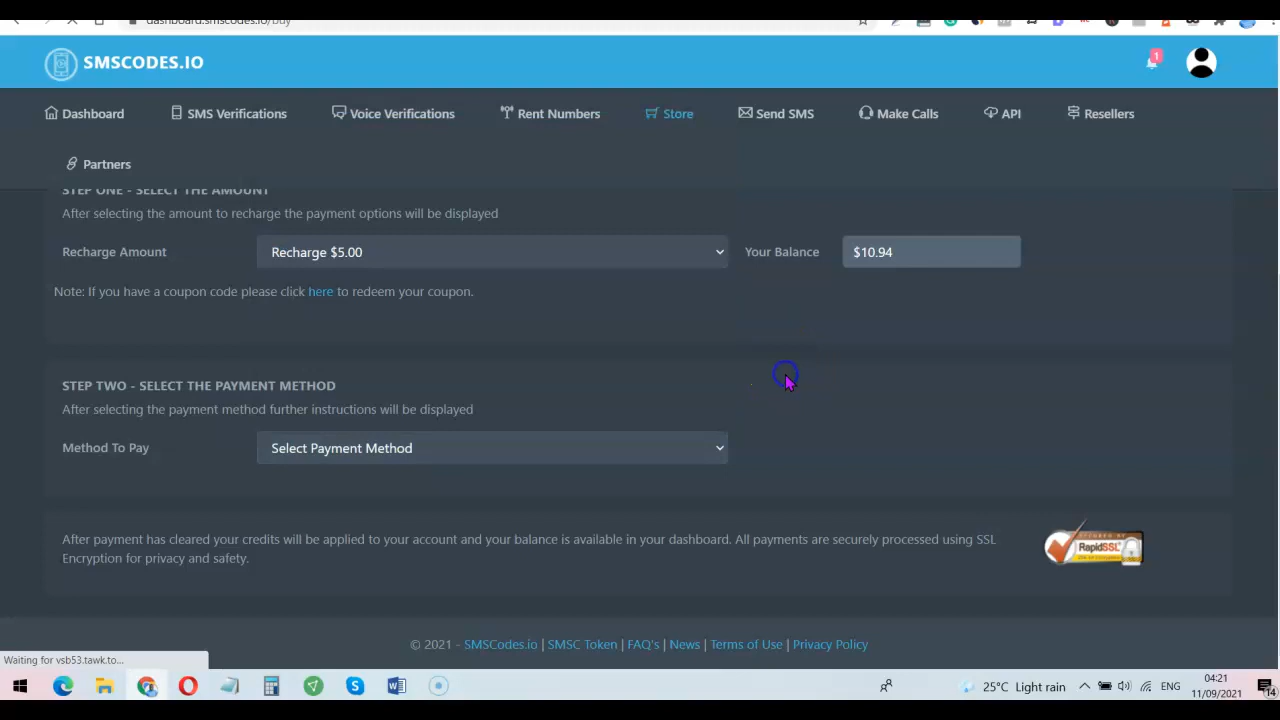 dashboard.smscodes.io/buy
SMSCODES.IO
1
Dashboard SMS Verifications Voice Verifications Rent Numbers Store Send SMS Make Calls API Resellers
Partners
STEP ONE - SELECT THE AMOUNT
After selecting the amount to recharge the payment options will be displayed
Recharge Amount Recharge $5.00 Your Balance $10.94
Note: If you have a coupon code please click here to redeem your coupon.
STEP TWO - SELECT THE PAYMENT METHOD
After selecting the payment method further instructions will be displayed
Method To Pay Select Payment Method
After payment has cleared your credits will be applied to your account and your balance is available in your dashboard. All payments are securely processed using SSL
Encryption for privacy and safety.
RapidSSL
© 2021 - SMSCodes.io | SMSC Token | FAQ's | News | Terms of Use | Privacy Policy
Waiting for vsb53.tawk.to...
25°C Light rain ENG 04:21
11/09/2021
14